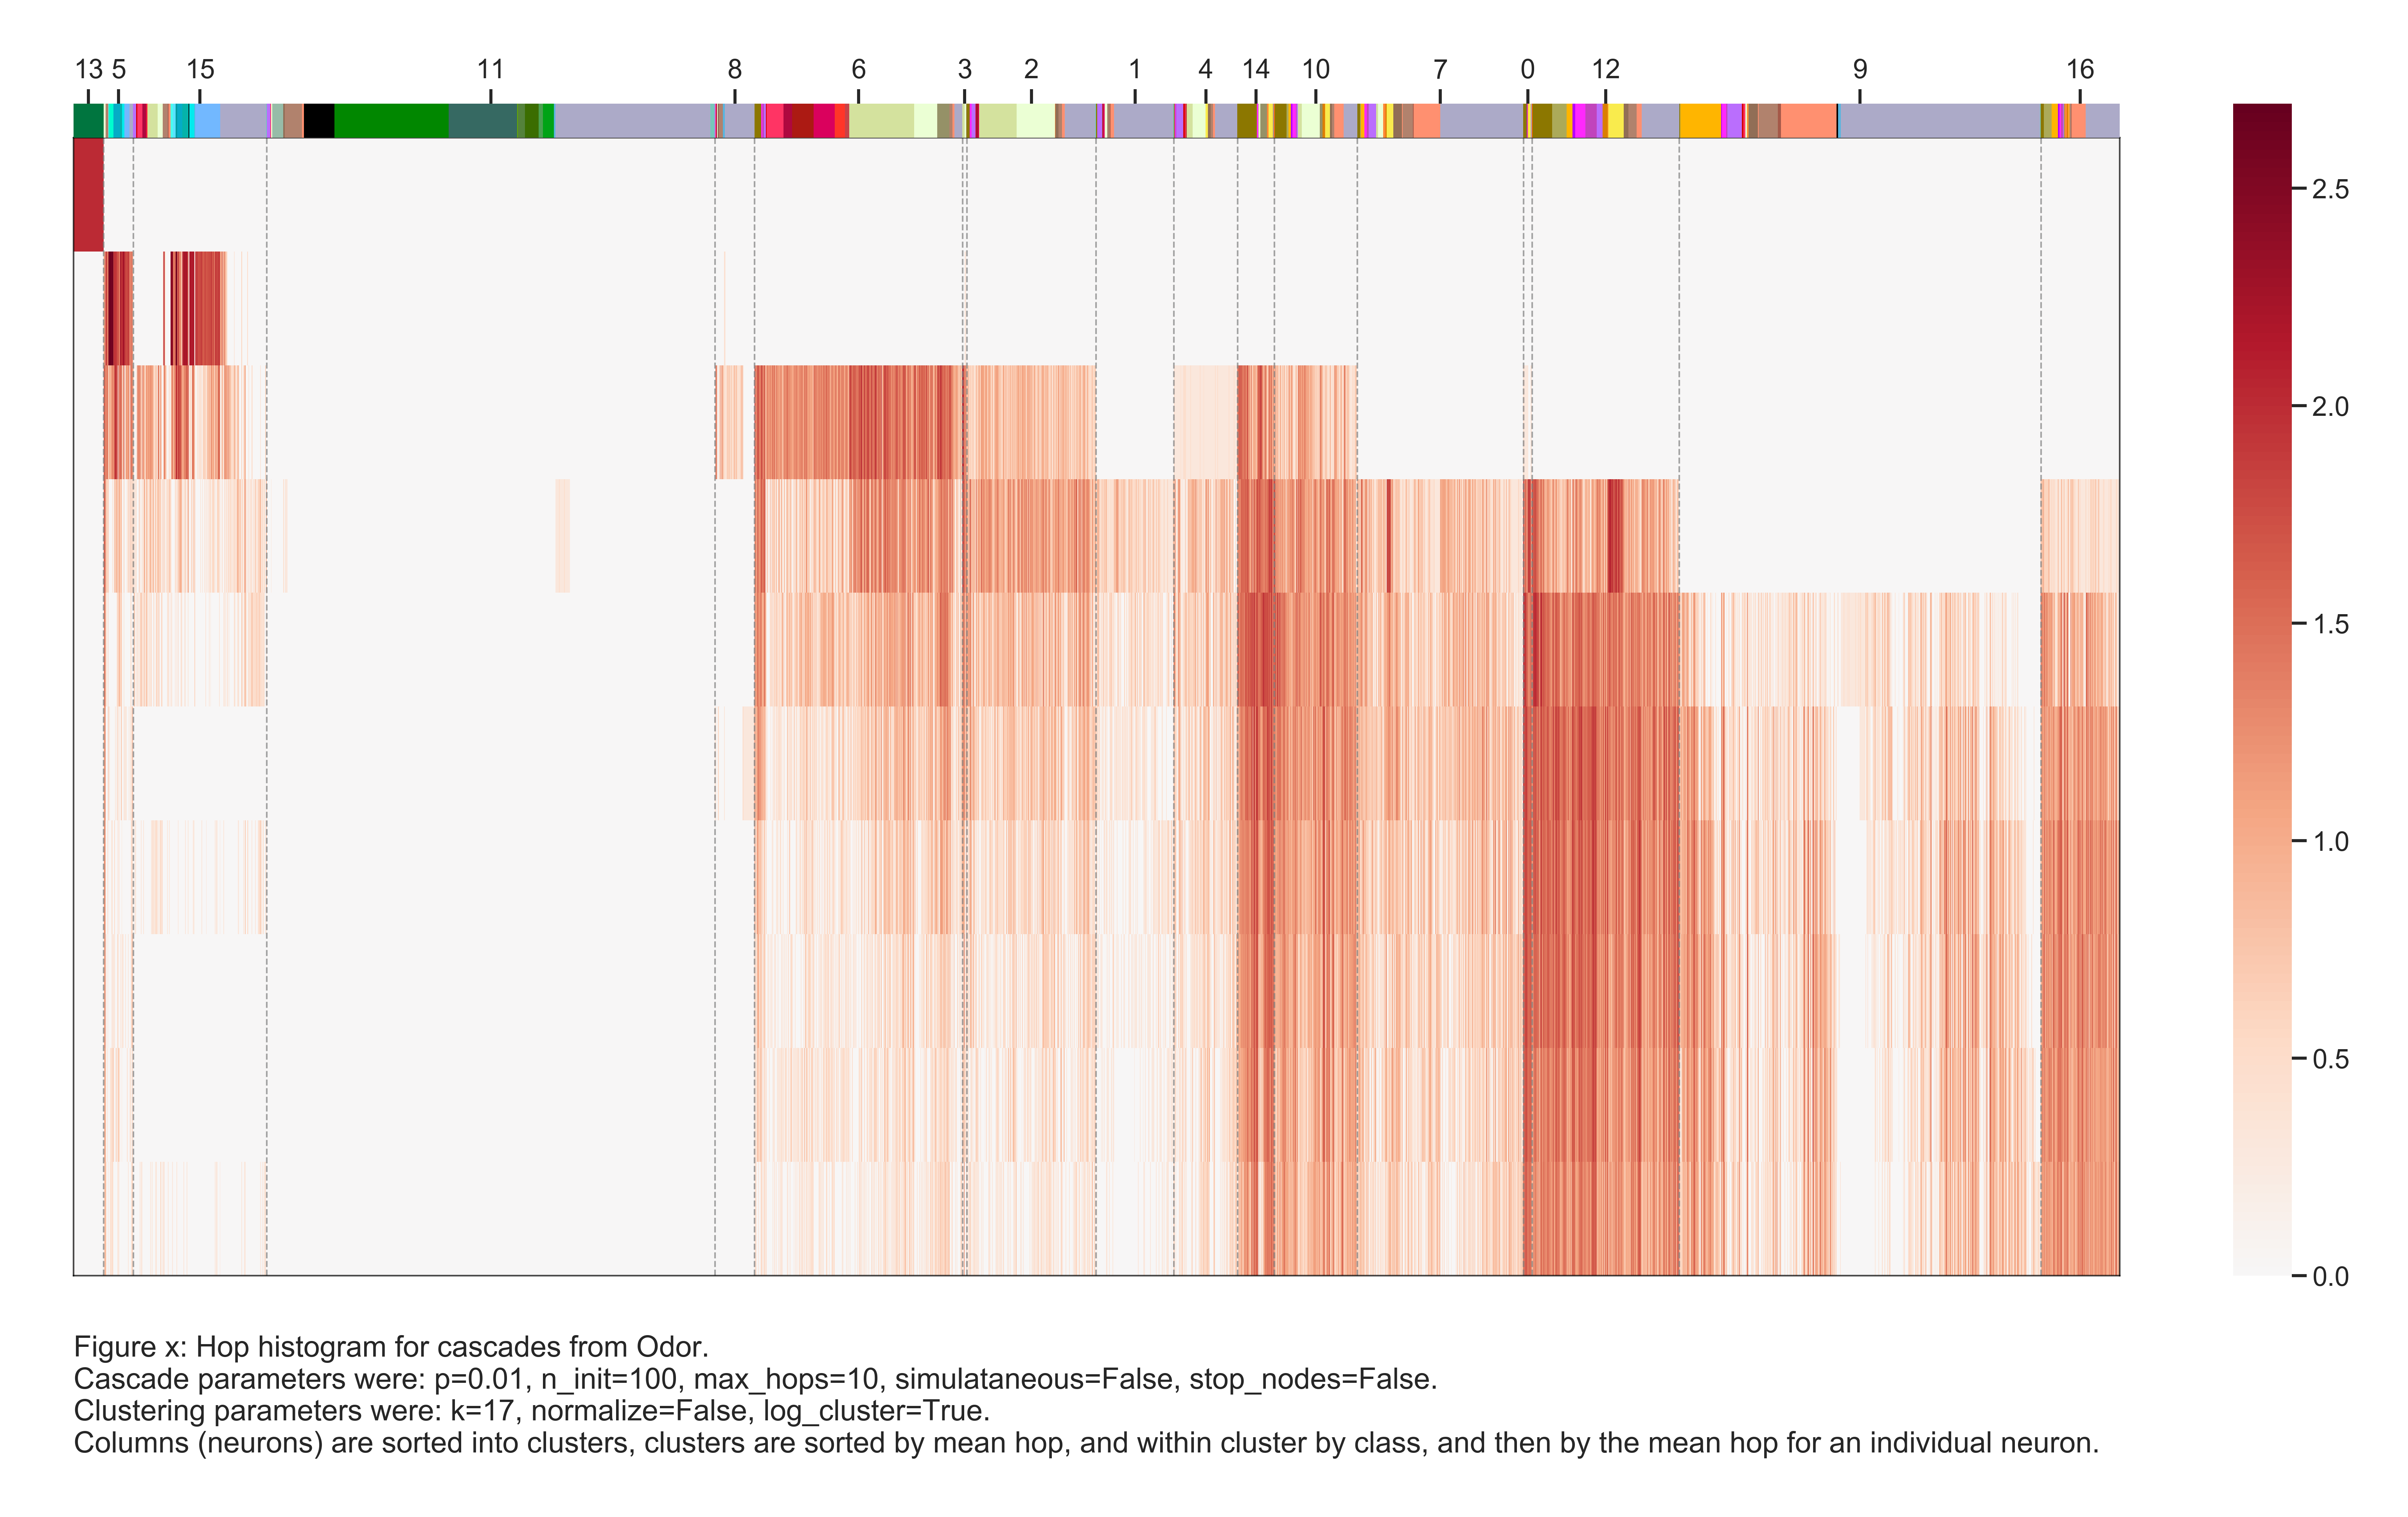 13 5 15 11 8 6 3 2 1 4 14 10 7 0 12 9 16
2.5
2.0
1.5
1.0
0.5
0.0
Figure x: Hop histogram for cascades from Odor.
Cascade parameters were: p=0.01, n_init=100, max_hops=10, simulataneous=False, stop_nodes=False.
Clustering parameters were: k=17, normalize=False, log_cluster=True.
Columns (neurons) are sorted into clusters, clusters are sorted by mean hop, and within cluster by class, and then by the mean hop for an individual neuron.